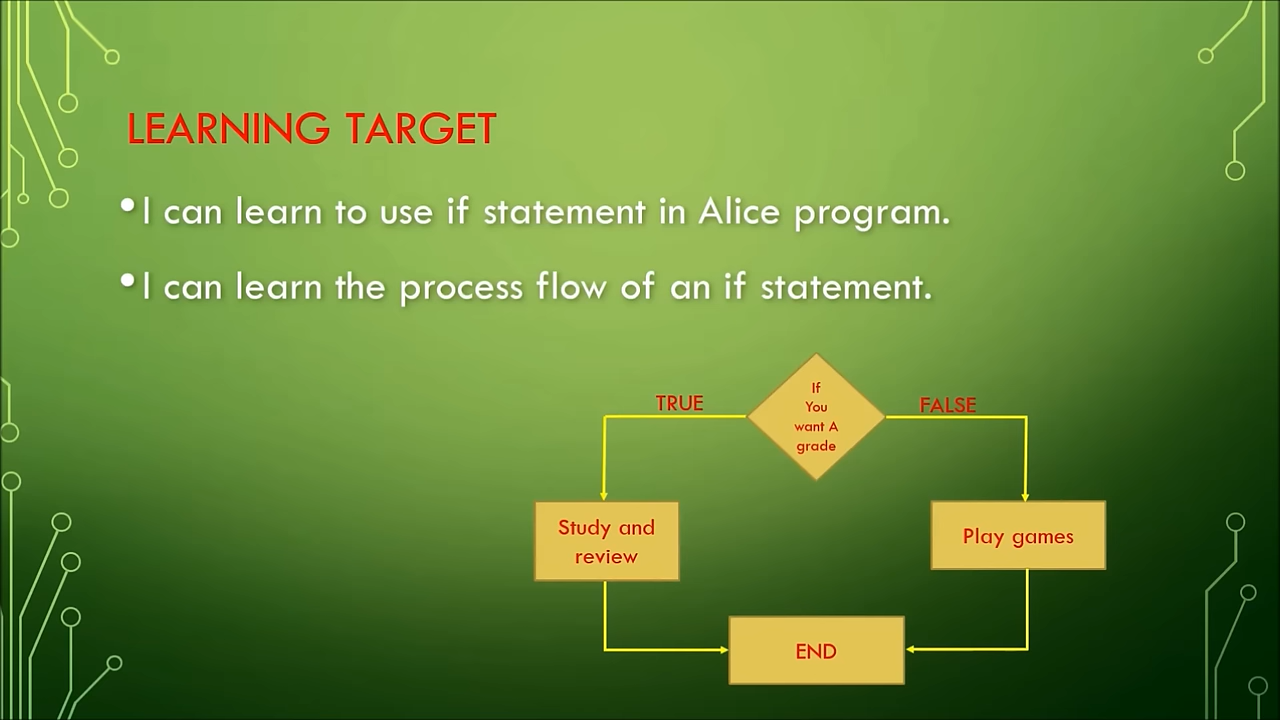 LEARNING TARGET
•I can learn to use if statement in Alice program.
•I can learn the process flow of an if statement.
If
You
want A
grade
TRUE
FALSE
Study and
review
Play games
END